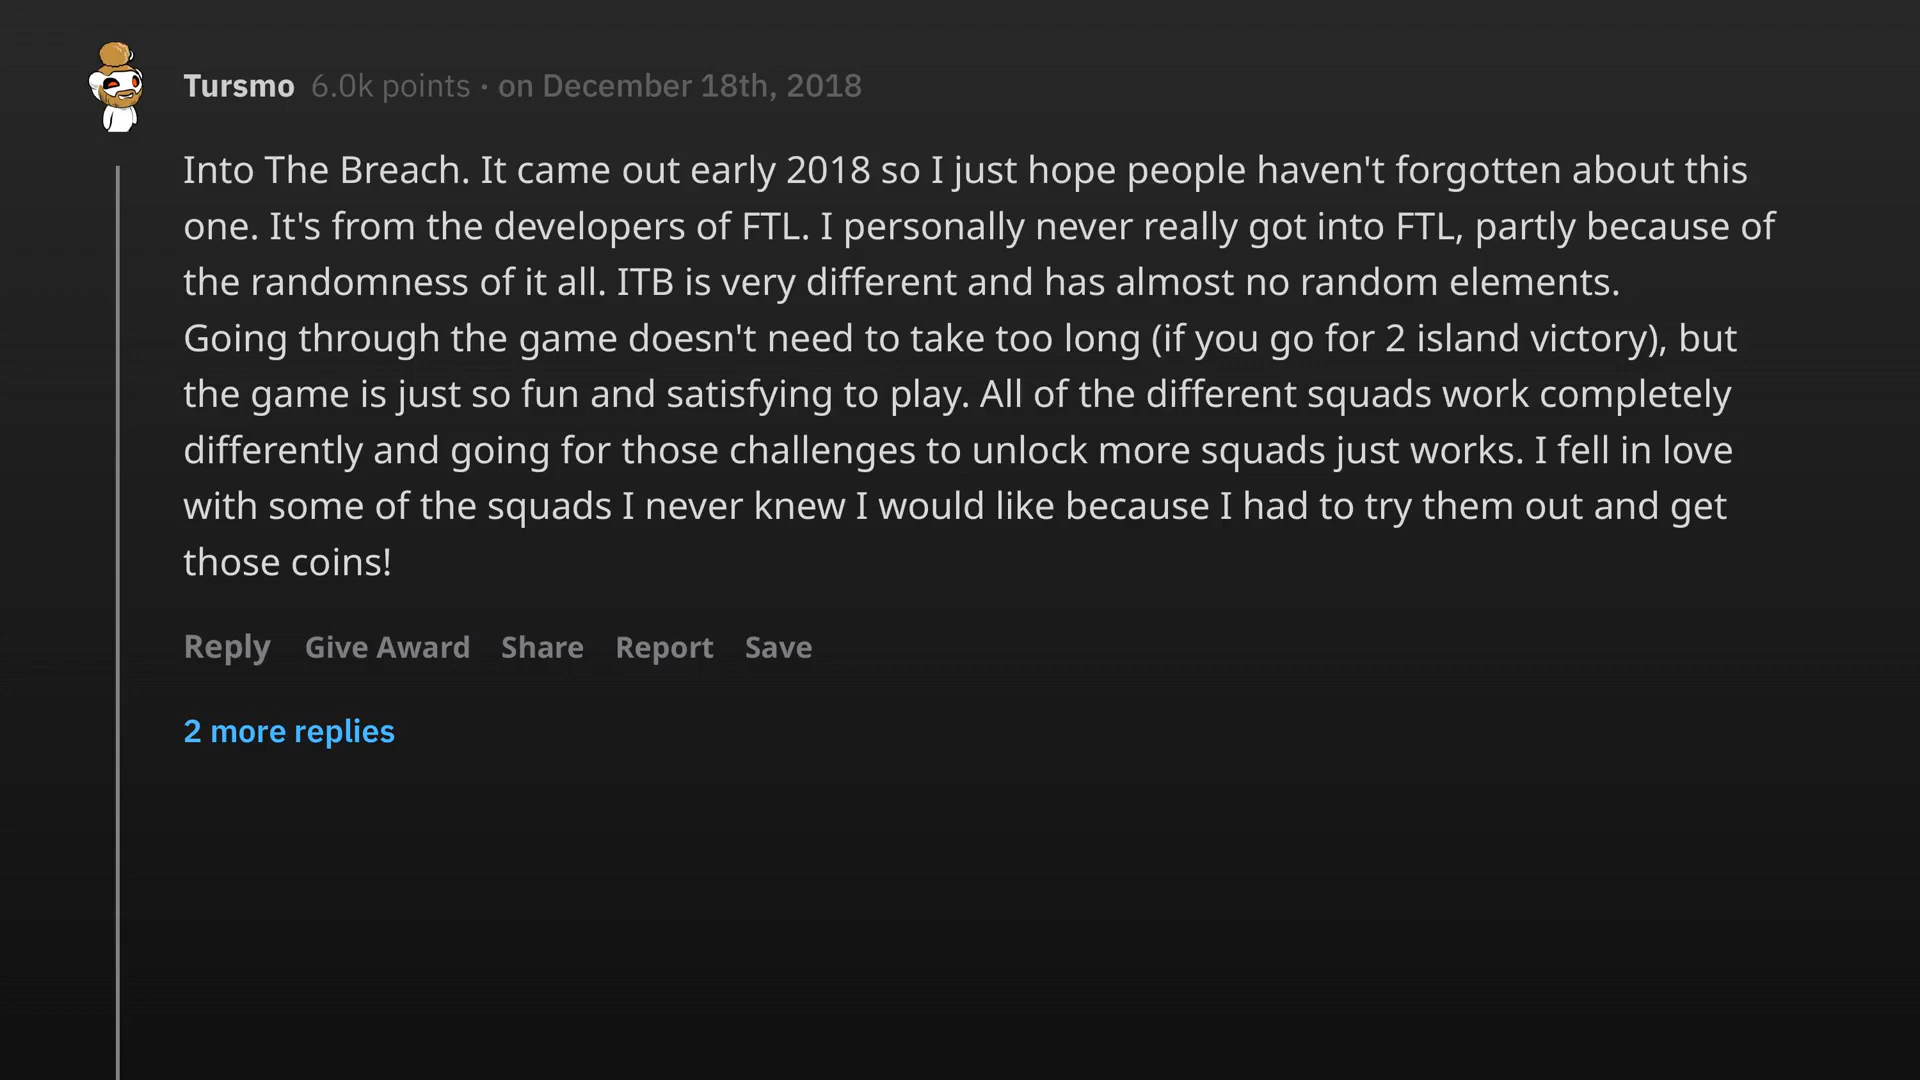 Tursmo 6.0k points · on December 18th, 2018
Into The Breach. It came out early 2018 so I just hope people haven't forgotten about this
one. It's from the developers of FTL. I personally never really got into FTL, partly because of
the randomness of it all. ITB is very different and has almost no random elements.
Going through the game doesn't need to take too long (if you go for 2 island victory), but
the game is just so fun and satisfying to play. All of the different squads work completely
differently and going for those challenges to unlock more squads just works. I fell in love
with some of the squads I never knew I would like because I had to try them out and get
those coins!
Reply Give Award Share Report Save
2 more replies